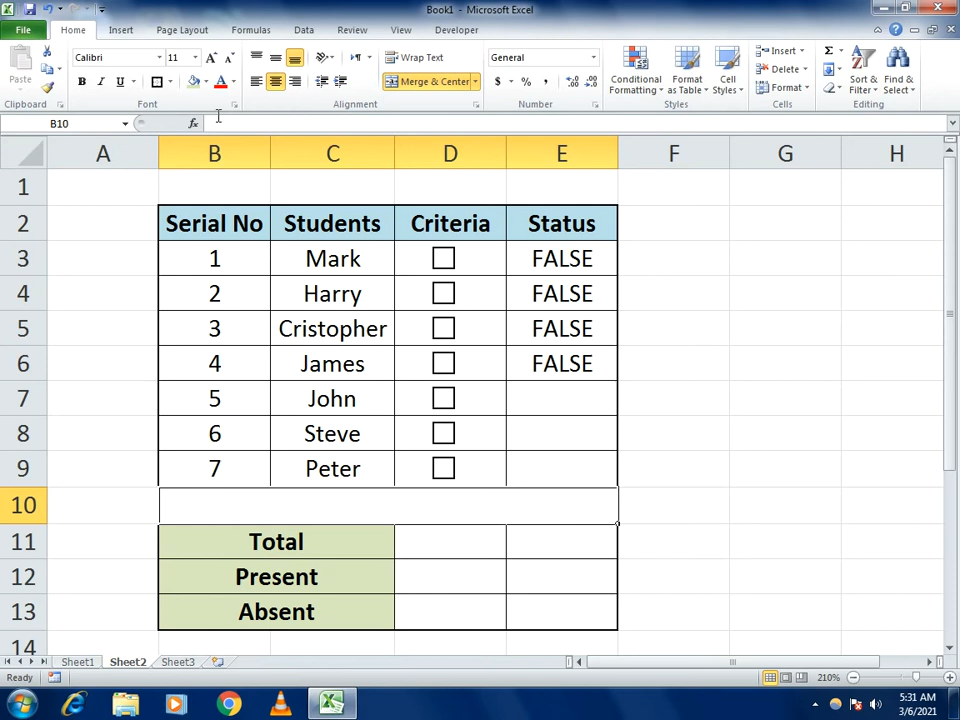 Book1 - Microsoft Excel
File Home Insert Page Layout Formulas Data Review View Developer
Calibri 11 Wrap Text General Insert
Paste B I U Merge & Center $ % , Conditional Formatting Format as Table Cell Styles Delete Format Sort & Filter Find & Select
Clipboard Font Alignment Number Styles Cells Editing
B10 fx
A B C D E F G H
1
2 Serial No Students Criteria Status
3 1 Mark FALSE
4 2 Harry FALSE
5 3 Cristopher FALSE
6 4 James FALSE
7 5 John
8 6 Steve
9 7 Peter
10
11 Total
12 Present
13 Absent
14
Sheet1 Sheet2 Sheet3
Ready 210%
5:31 AM
3/6/2021